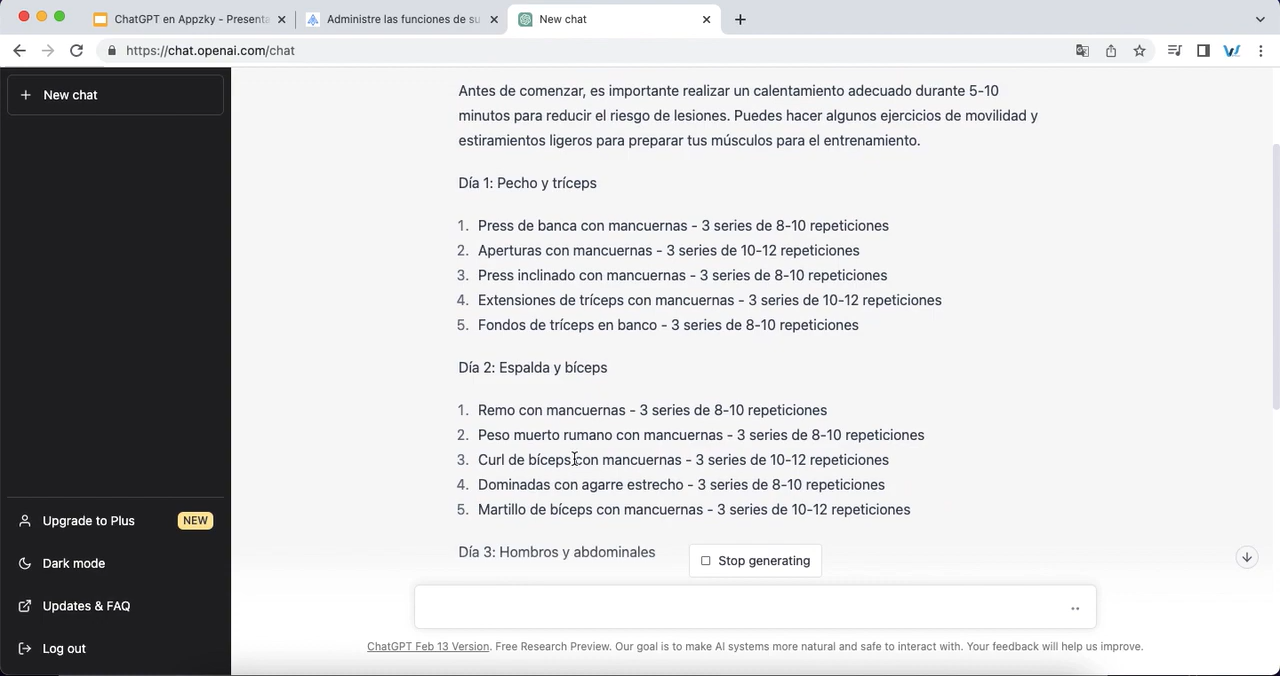 ChatGPT en Appzky - Presenta
Administre las funciones de su
New chat
https://chat.openai.com/chat
New chat
Antes de comenzar, es importante realizar un calentamiento adecuado durante 5-10
minutos para reducir el riesgo de lesiones. Puedes hacer algunos ejercicios de movilidad y
estiramientos ligeros para preparar tus músculos para el entrenamiento.
Día 1: Pecho y tríceps
1. Press de banca con mancuernas - 3 series de 8-10 repeticiones
2. Aperturas con mancuernas - 3 series de 10-12 repeticiones
3. Press inclinado con mancuernas - 3 series de 8-10 repeticiones
4. Extensiones de tríceps con mancuernas - 3 series de 10-12 repeticiones
5. Fondos de tríceps en banco - 3 series de 8-10 repeticiones
Día 2: Espalda y bíceps
1. Remo con mancuernas - 3 series de 8-10 repeticiones
2. Peso muerto rumano con mancuernas - 3 series de 8-10 repeticiones
3. Curl de bíceps con mancuernas - 3 series de 10-12 repeticiones
4. Dominadas con agarre estrecho - 3 series de 8-10 repeticiones
5. Martillo de bíceps con mancuernas - 3 series de 10-12 repeticiones
Día 3: Hombros y abdominales
Stop generating
Upgrade to Plus NEW
Dark mode
Updates & FAQ
Log out
ChatGPT Feb 13 Version. Free Research Preview. Our goal is to make AI systems more natural and safe to interact with. Your feedback will help us improve.